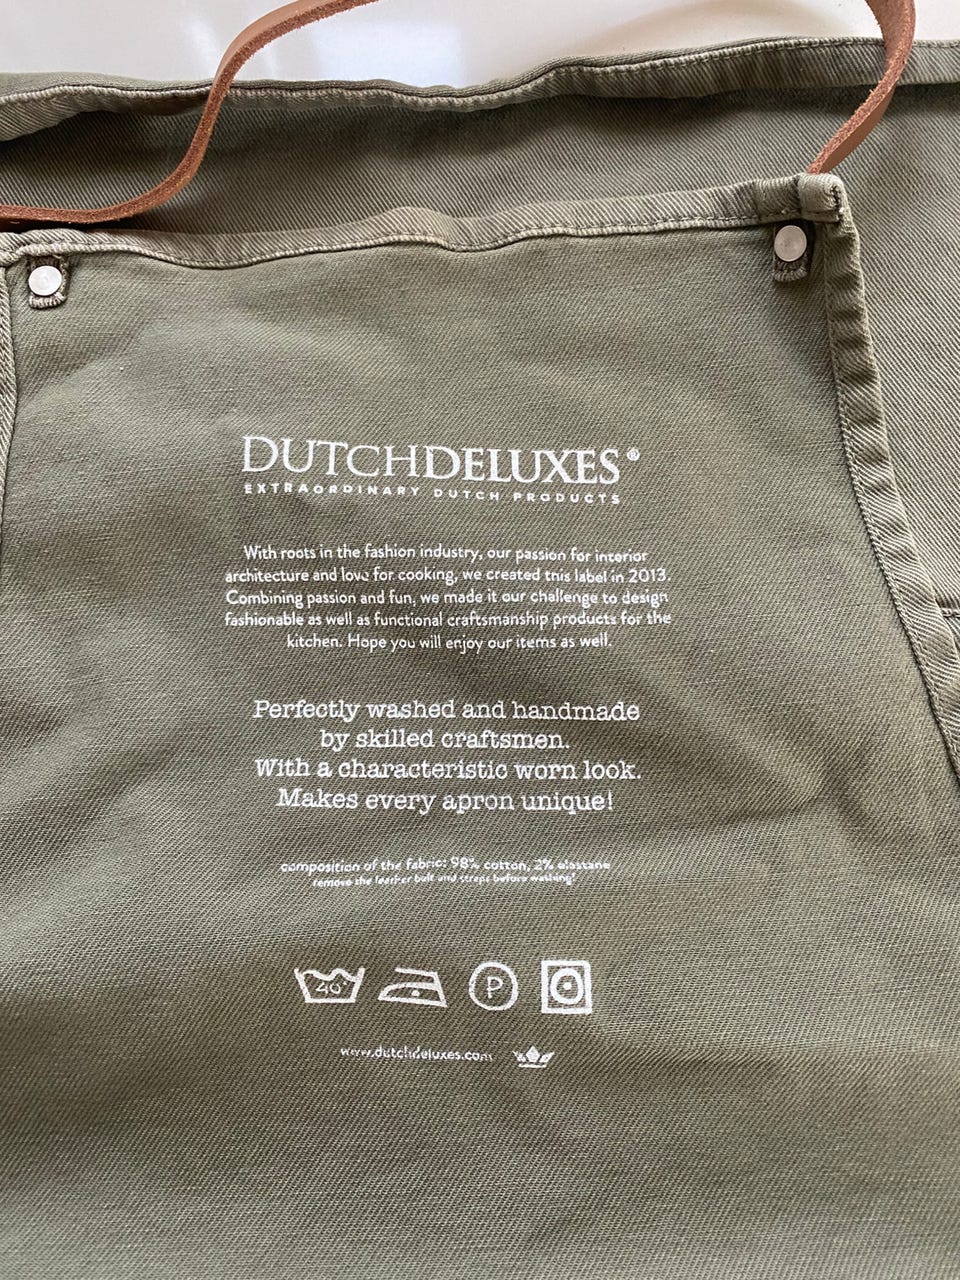 DUTCHDELUXES®
EXTRAORDINARY DUTCH PRODUCTS
With roots in the fashion industry, our passion for interior
architecture and love for cooking, we created this label in 2013.
Combining passion and fun, we made it our challenge to design
fashionable as well as functional craftsmanship products for the
kitchen. Hope you will enjoy our items as well.
Perfectly washed and handmade
by skilled craftsmen.
With a characteristic worn look.
Makes every apron unique!
composition of the fabric: 98% cotton, 2% elastane
remove the leather belt and straps before washing!
40° P
www.dutchdeluxes.com